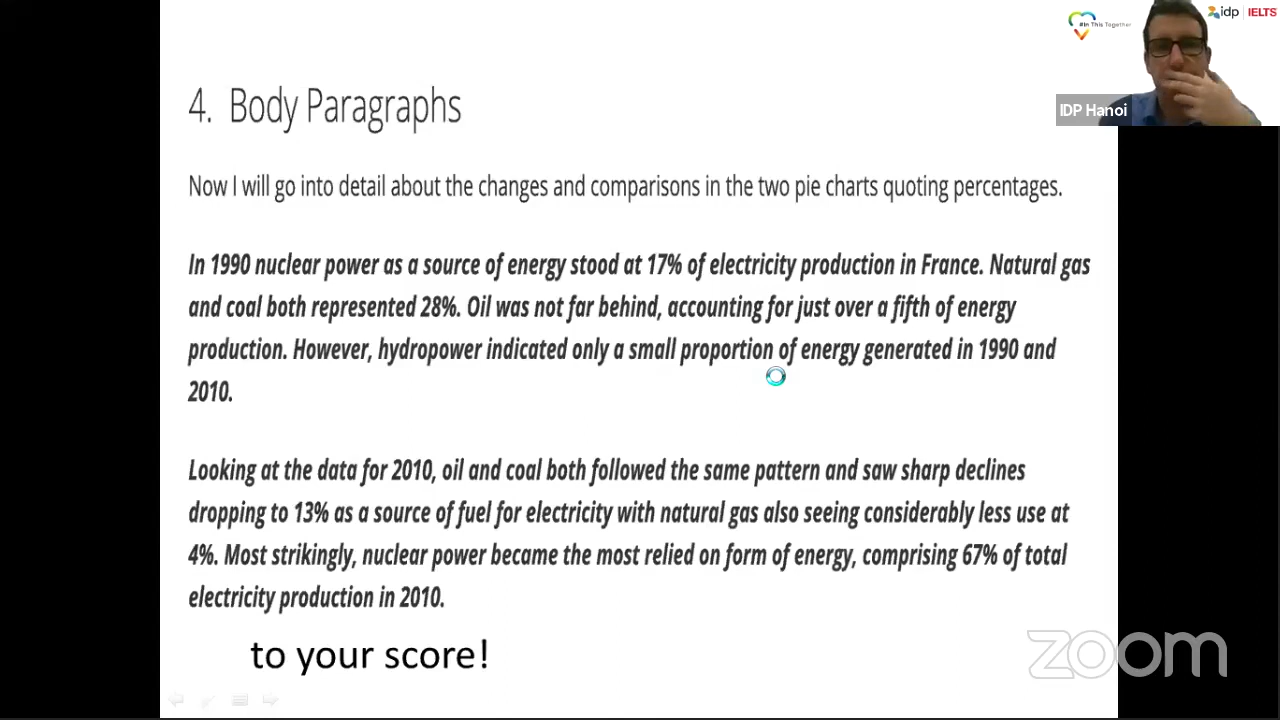 #In This Together
idp IELTS
IDP Hanoi
4. Body Paragraphs
Now I will go into detail about the changes and comparisons in the two pie charts quoting percentages.
In 1990 nuclear power as a source of energy stood at 17% of electricity production in France. Natural gas
and coal both represented 28%. Oil was not far behind, accounting for just over a fifth of energy
production. However, hydropower indicated only a small proportion of energy generated in 1990 and
2010.
Looking at the data for 2010, oil and coal both followed the same pattern and saw sharp declines
dropping to 13% as a source of fuel for electricity with natural gas also seeing considerably less use at
4%. Most strikingly, nuclear power became the most relied on form of energy, comprising 67% of total
electricity production in 2010.
to your score!
zoom